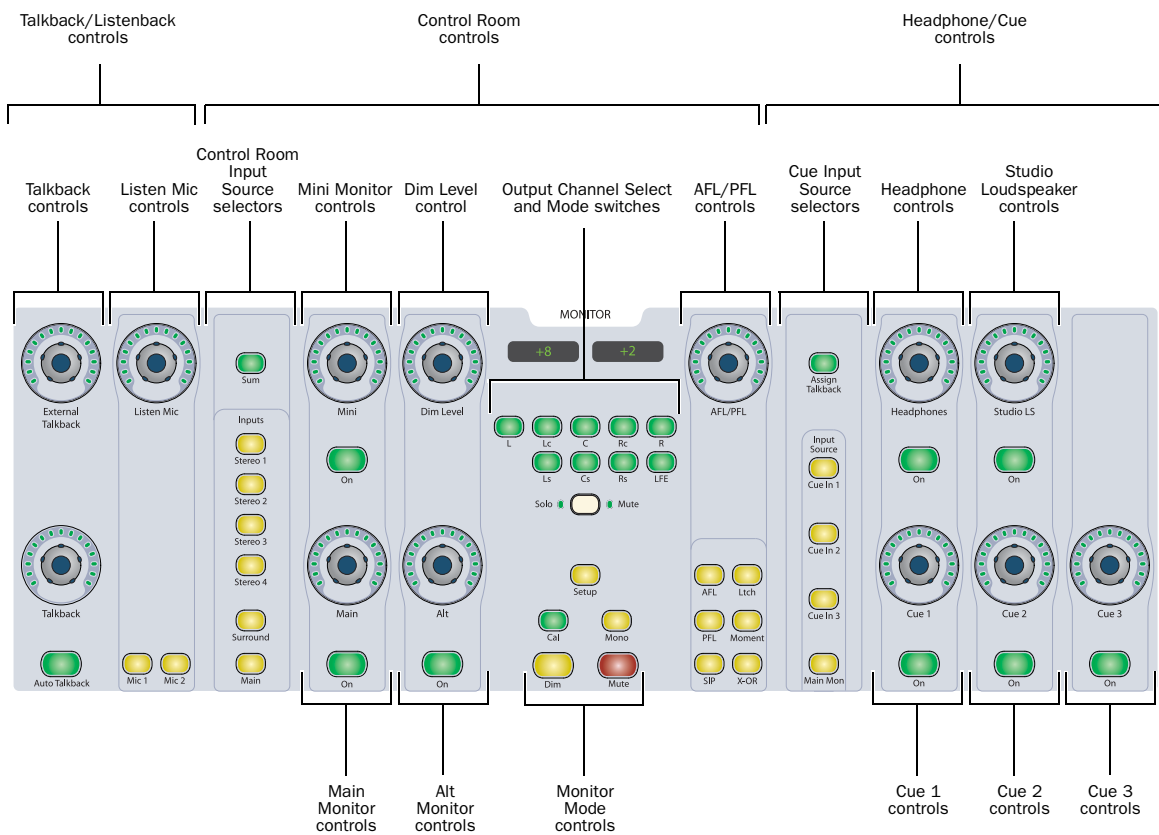 Talkback/Listenback
controls
Control Room
controls
Headphone/Cue
controls
Talkback
controls
Listen Mic
controls
Control Room
Input
Source
selectors
Mini Monitor
controls
Dim Level
control
Output Channel Select
and Mode switches
AFL/PFL
controls
Cue Input
Source
selectors
Headphone
controls
Studio
Loudspeaker
controls
MONITOR
+8
+2
External
Talkback
Listen Mic
Sum
Mini
Dim Level
AFL/PFL
Assign
Talkback
Headphones
Studio LS
Inputs
Stereo 1
Stereo 2
Stereo 3
Stereo 4
Surround
Main
On
L
Lc
C
Rc
R
Ls
Cs
Rs
LFE
Solo
Mute
Input
Source
Cue In 1
Cue In 2
Cue In 3
Main Mon
On
On
Talkback
Auto Talkback
Mic 1
Mic 2
Main
On
Alt
On
Setup
Cal
Mono
Dim
Mute
AFL
Ltch
PFL
Moment
SIP
X-OR
Cue 1
On
Cue 2
On
Cue 3
On
Main
Monitor
controls
Alt
Monitor
controls
Monitor
Mode
controls
Cue 1
controls
Cue 2
controls
Cue 3
controls